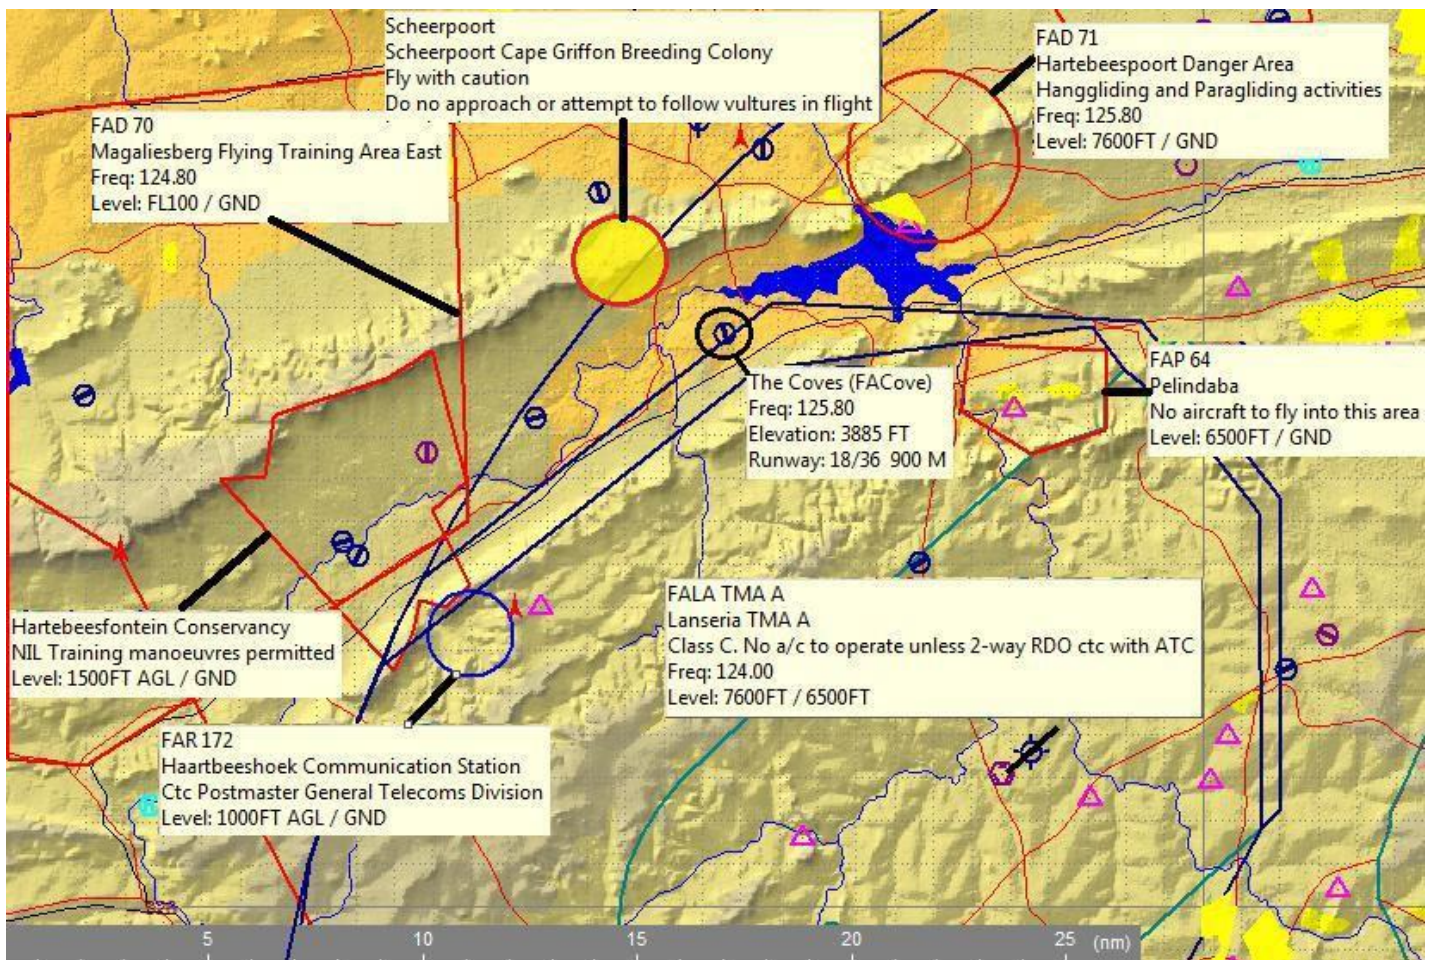 Scheerpoort
Scheerpoort Cape Griffon Breeding Colony
Fly with caution
Do no approach or attempt to follow vultures in flight
FAD 71
Hartebeespoort Danger Area
Hanggliding and Paragliding activities
Freq: 125.80
Level: 7600FT / GND
FAD 70
Magaliesberg Flying Training Area East
Freq: 124.80
Level: FL100 / GND
The Coves (FACove)
Freq: 125.80
Elevation: 3885 FT
Runway: 18/36 900 M
FAP 64
Pelindaba
No aircraft to fly into this area
Level: 6500FT / GND
Hartebeesfontein Conservancy
NIL Training manoeuvres permitted
Level: 1500FT AGL / GND
FALA TMA A
Lanseria TMA A
Class C. No a/c to operate unless 2-way RDO ctc with ATC
Freq: 124.00
Level: 7600FT / 6500FT
FAR 172
Haartbeeshoek Communication Station
Ctc Postmaster General Telecoms Division
Level: 1000FT AGL / GND
5 10 15 20 25 (nm)